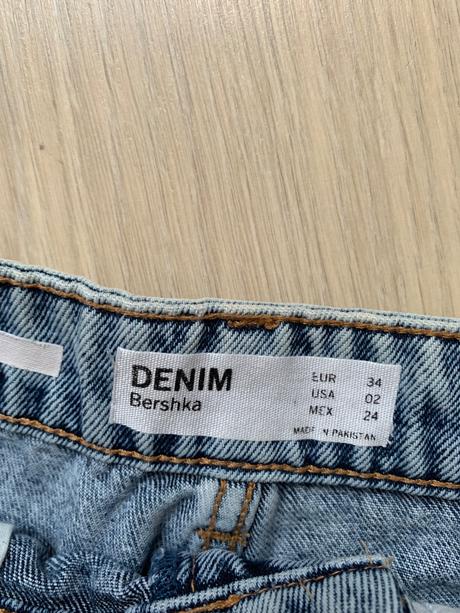 DENIM
Bershka
EUR 34
USA 02
MEX 24
MADE IN PAKISTAN